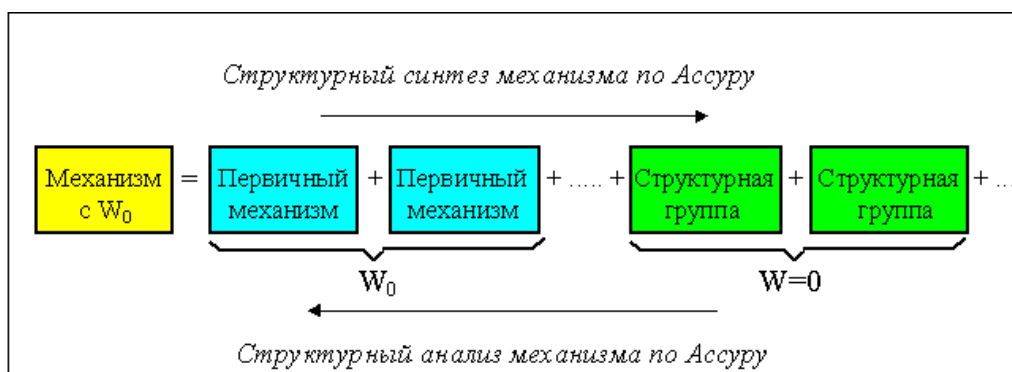 Структурный синтез механизма по Ассуру
Механизм с W₀ = Первичный механизм + Первичный механизм + ..... + Структурная группа + Структурная группа + ...
W₀ W=0
Структурный анализ механизма по Ассуру